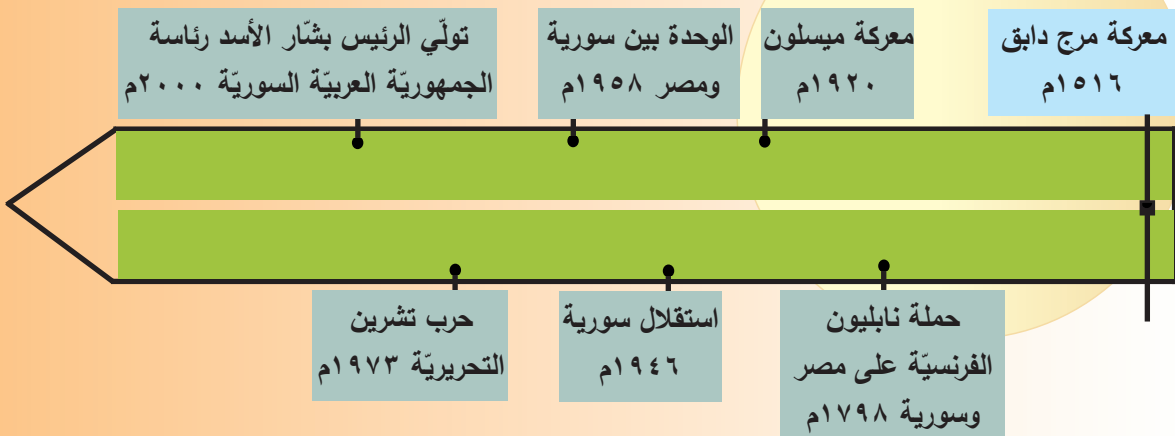 معركة مرج دابق
١٥١٦م
معركة ميسلون
١٩٢٠م
الوحدة بين سورية
ومصر ١٩٥٨م
تولّي الرئيس بشّار الأسد رئاسة
الجمهوريّة العربيّة السوريّة ٢٠٠٠م
حملة نابليون
الفرنسيّة على مصر
وسورية ١٧٩٨م
استقلال سورية
١٩٤٦م
حرب تشرين
التحريريّة ١٩٧٣م